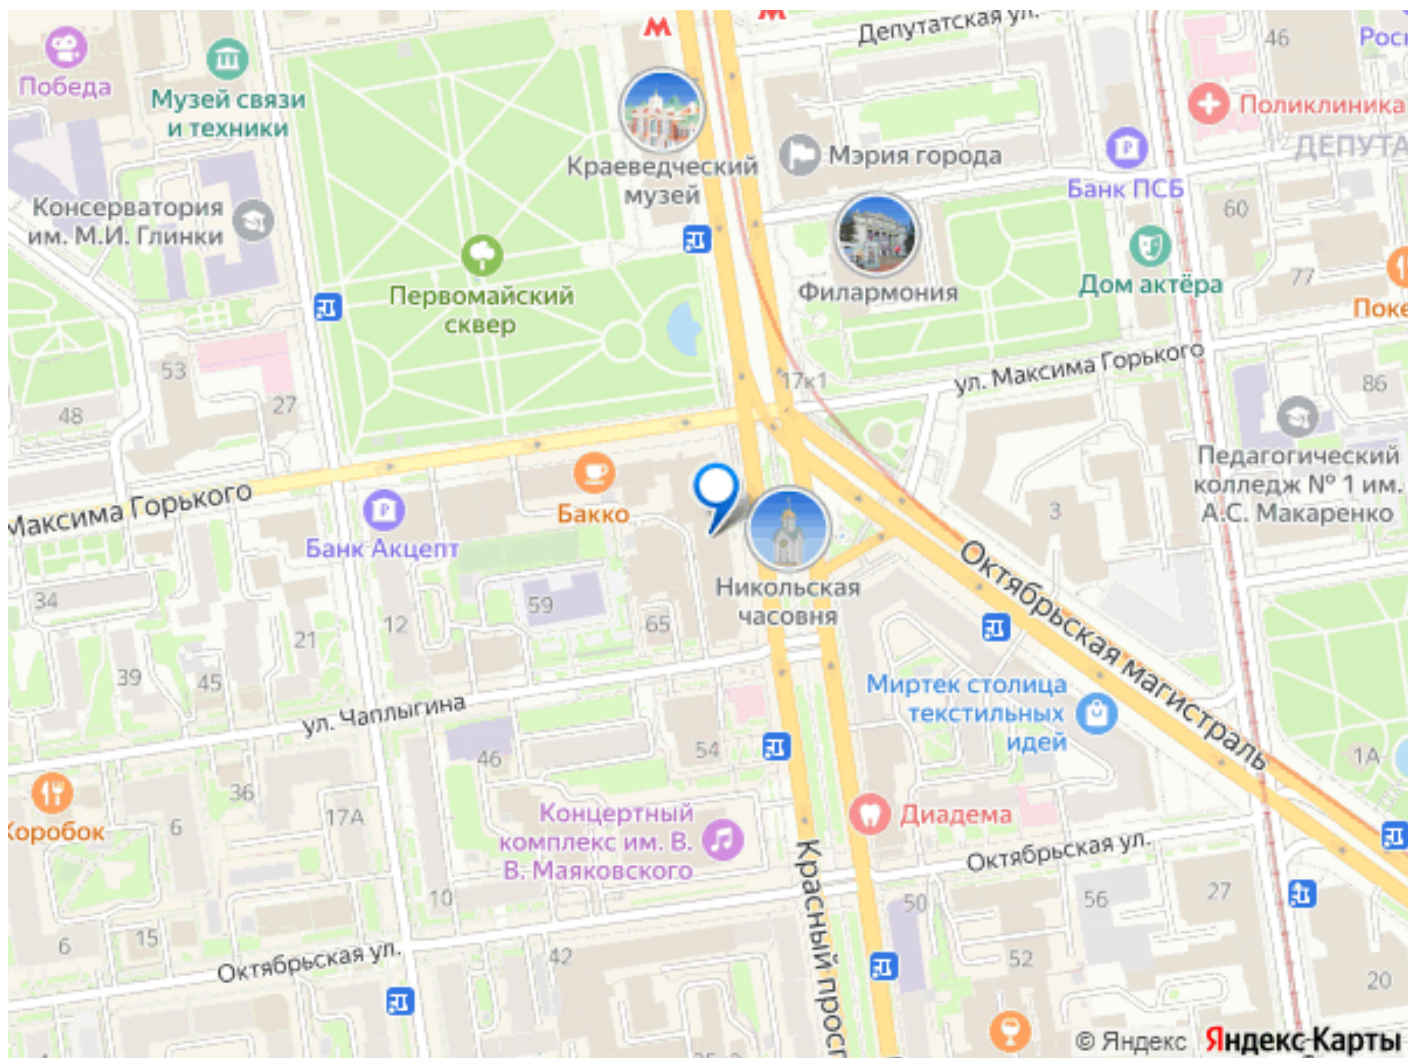 Депутатская ул.
46
Победа
Музей связи
и техники
Поликлиника
Краеведческий
музей
Мэрия города
Банк ПСБ
Консерватория
им. М.И. Глинки
60
Дом актёра
Филармония
77
Первомайский
сквер
ул. Максима Горького
17к1
53
27
48
86
Педагогический
колледж № 1 им.
А.С. Макаренко
Максима Горького
Бакко
3
Банк Акцепт
Октябрьская магистраль
Никольская
часовня
34
59
12
65
21
39
45
ул. Чаплыгина
Миртек столица
текстильных
идей
46
54
1А
36
17А
6
Коробок
Концертный
комплекс им. В.
В. Маяковского
Диадема
Октябрьская ул.
Красный просп
10
50
56
27
6
15
Октябрьская ул.
42
52
20
© Яндекс
Яндекс Карты